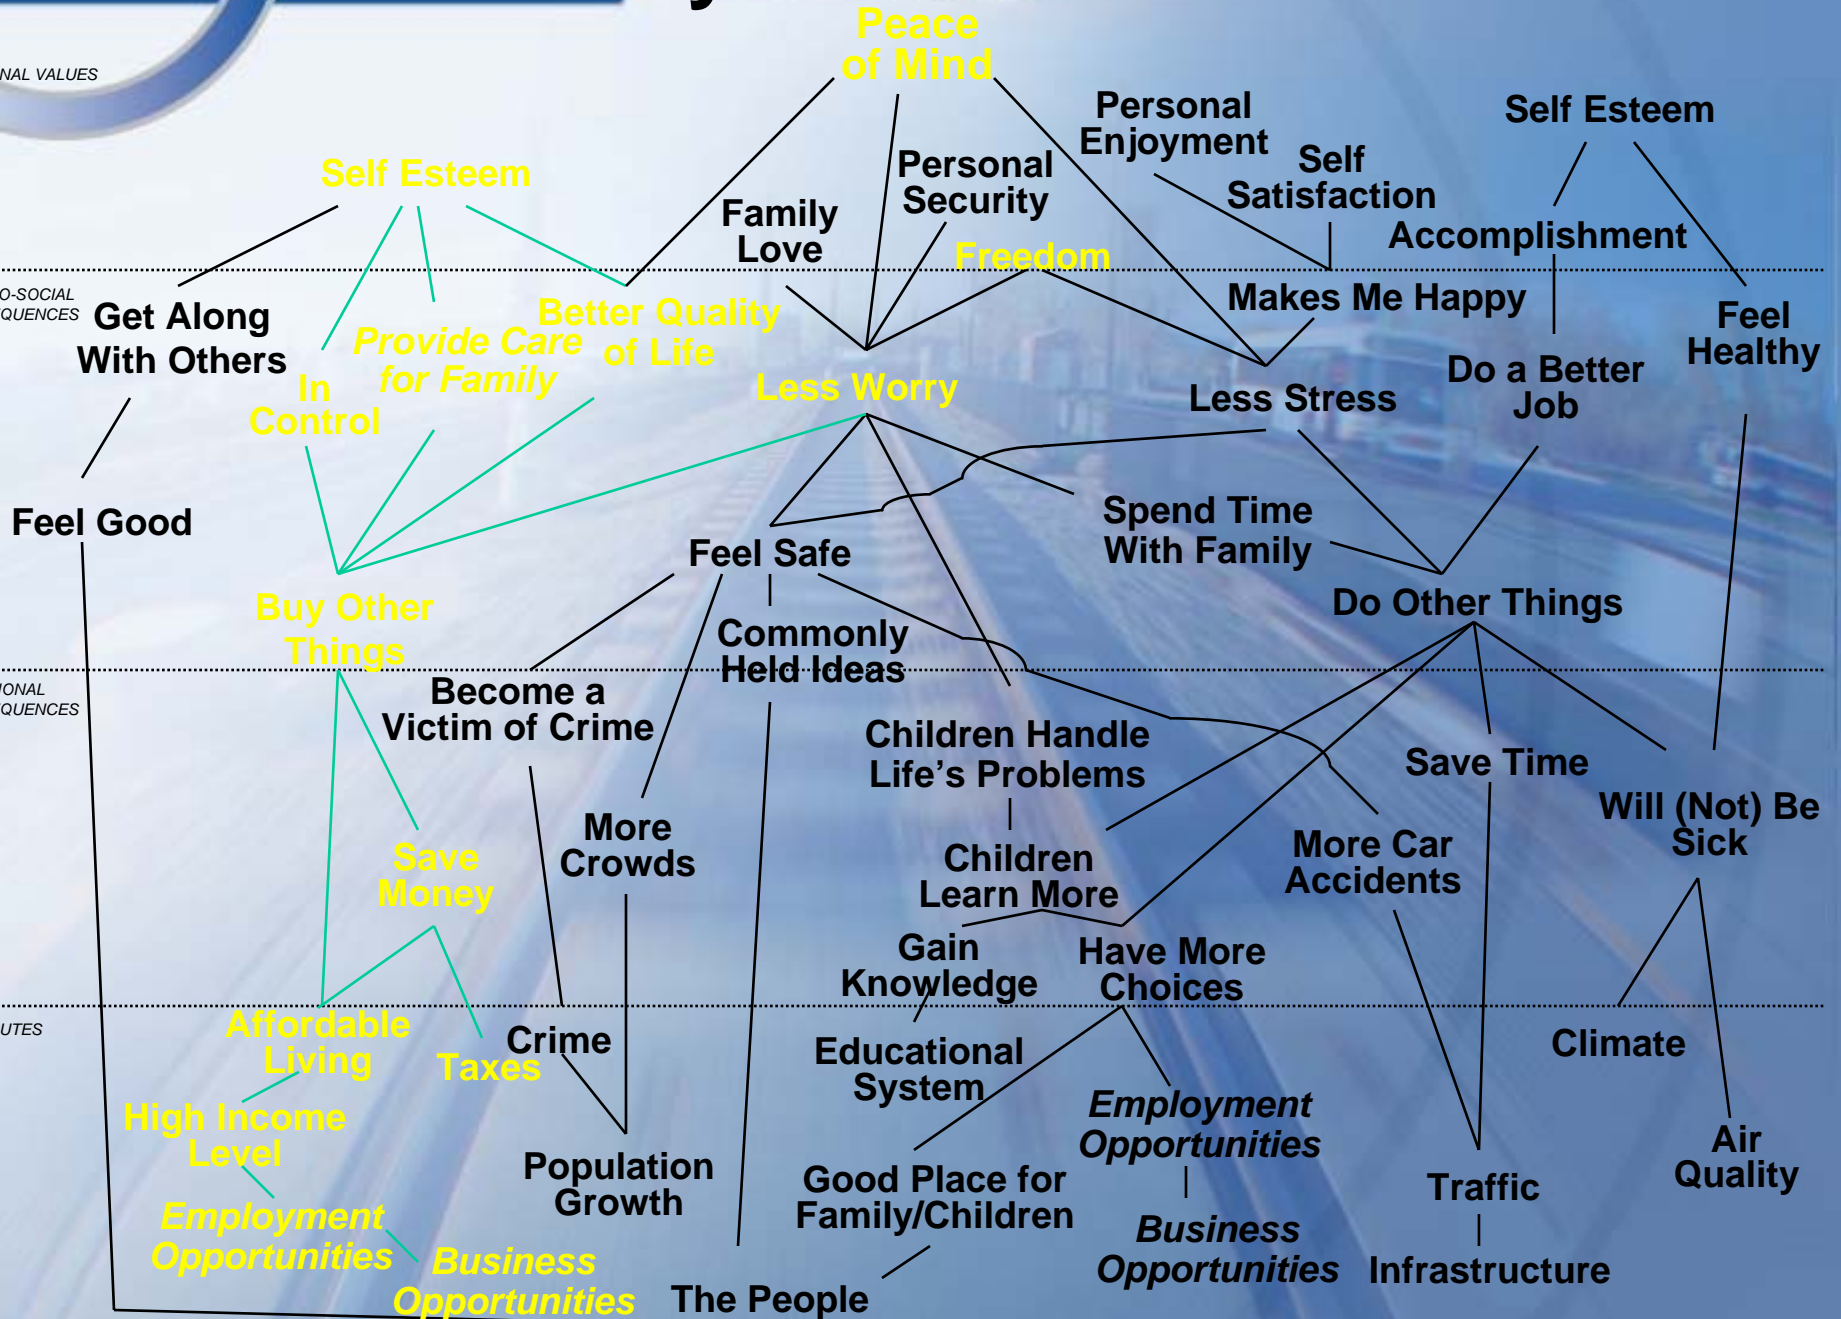 Peace
of Mind
NAL VALUES
Personal
Enjoyment
Self Esteem
Self Esteem
Personal
Security
Self
Satisfaction
Family
Love
Accomplishment
Freedom
O-SOCIAL
QUENCES
Get Along
With Others
Better Quality
of Life
Makes Me Happy
Feel
Healthy
Provide Care
for Family
In
Control
Less Worry
Less Stress
Do a Better
Job
Feel Good
Spend Time
With Family
Feel Safe
Buy Other
Things
Do Other Things
Commonly
Held Ideas
IONAL
QUENCES
Become a
Victim of Crime
Children Handle
Life's Problems
Save Time
Will (Not) Be
Sick
More
Crowds
More Car
Accidents
Save
Money
Children
Learn More
Gain
Knowledge
Have More
Choices
UTES
Affordable
Living
Taxes
Crime
Educational
System
Climate
High Income
Level
Employment
Opportunities
Population
Growth
Good Place for
Family/Children
Traffic
Air
Quality
Employment
Opportunities
Business
Opportunities
Business
Opportunities
The People
Infrastructure